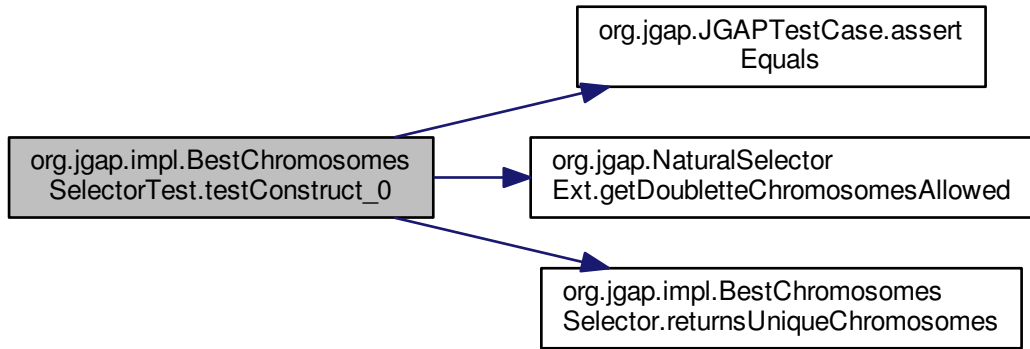 org.jgap.JGAPTestCase.assert
Equals
org.jgap.impl.BestChromosomes
SelectorTest.testConstruct_0
org.jgap.NaturalSelector
Ext.getDoubletteChromosomesAllowed
org.jgap.impl.BestChromosomes
Selector.returnsUniqueChromosomes